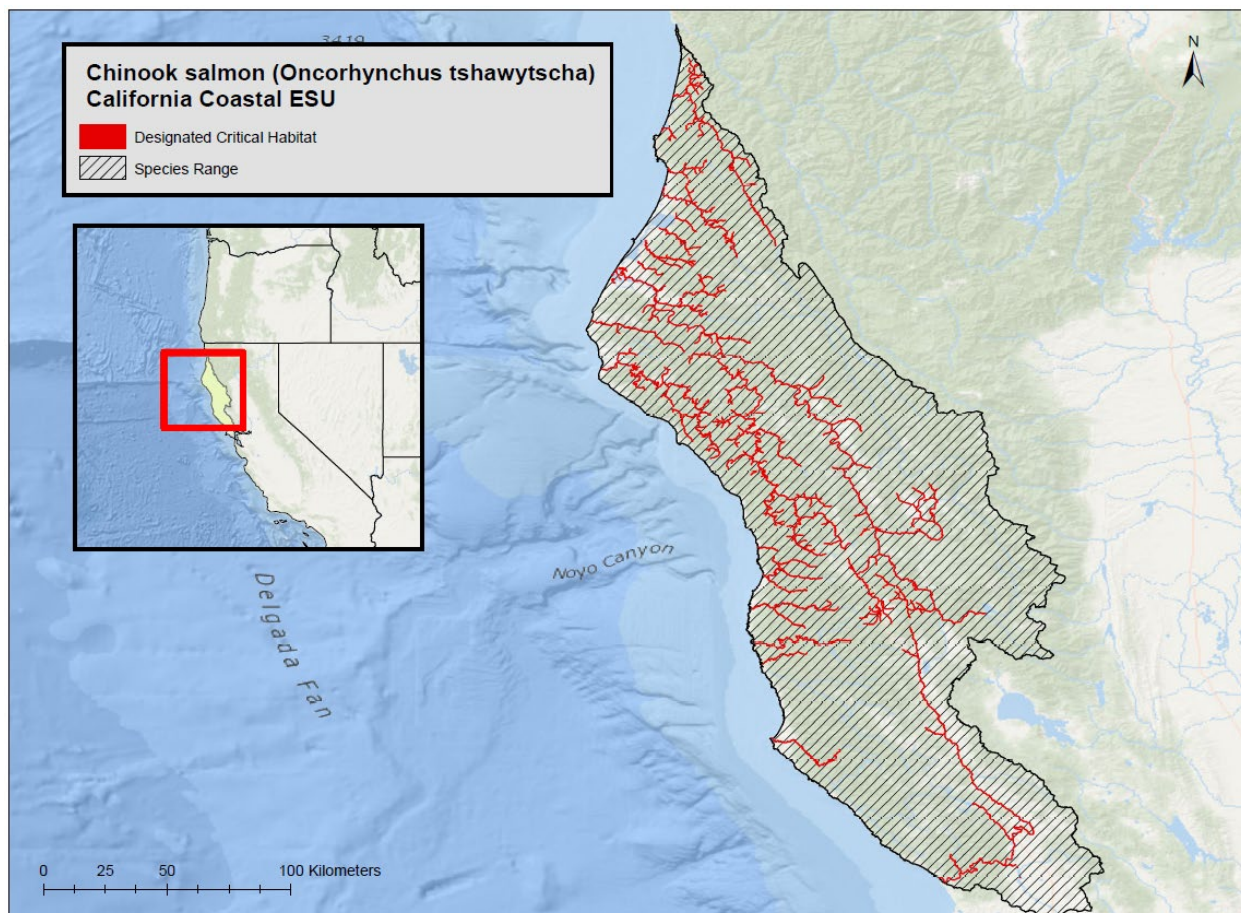 Chinook salmon (Oncorhynchus tshawytscha)
California Coastal ESU
Designated Critical Habitat
Species Range
N
Noyo Canyon
Delgada Fan
0 25 50 100 Kilometers